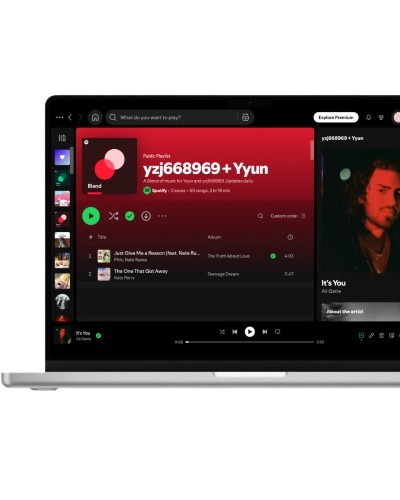 What do you want to play?
Explore Premium
Public Playlist
yzj668969 + Yyun
A Blend of music for Yyun and yzj668969. Updates daily.
Spotify • 2 saves • 60 songs, 3 hr 19 min
Blend
Custom order
# Title Album
1 Just Give Me a Reason (feat. Nate Ro... The Truth About Love 4:03
P!nk, Nate Ruess
2 The One That Got Away Teenage Dream 3:47
Katy Perry
yzj668969 + Yyun
It's You
Ali Gatie
About the artist
It's You
Ali Gatie
0:00